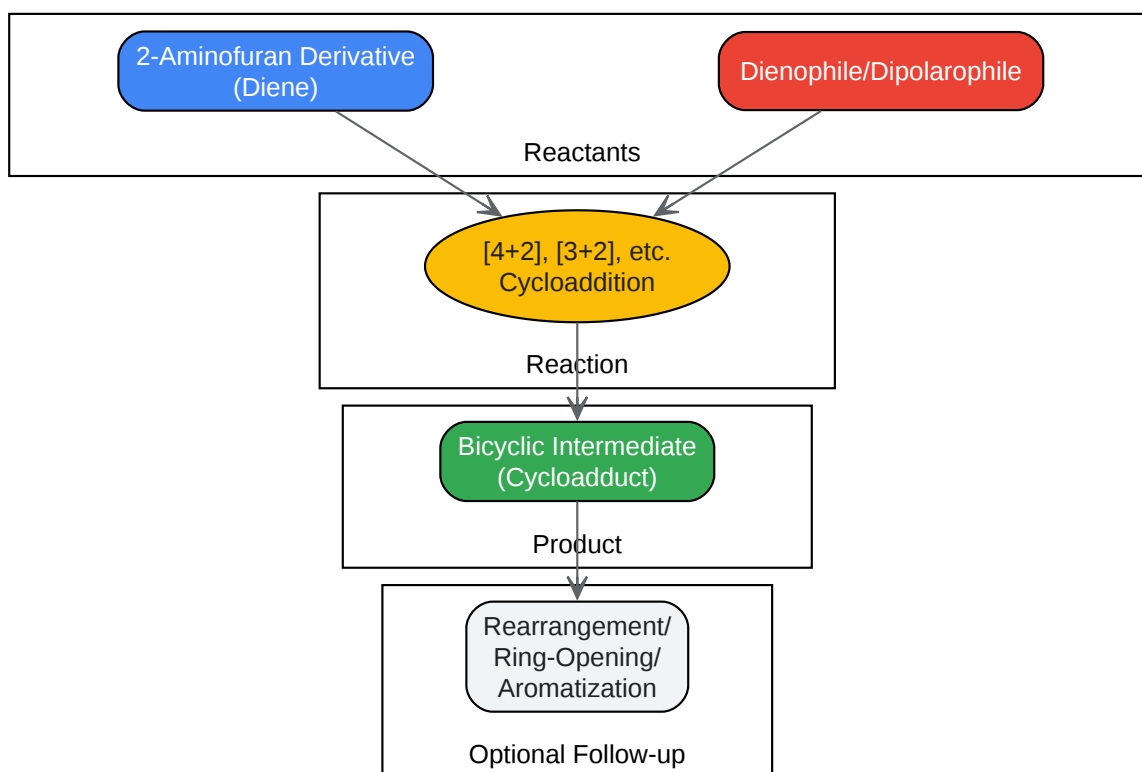 2-Aminofuran Derivative
(Diene)
Dienophile/Dipolarophile
Reactants
[4+2], [3+2], etc.
Cycloaddition
Reaction
Bicyclic Intermediate
(Cycloadduct)
Product
Rearrangement/
Ring-Opening/
Aromatization
Optional Follow-up